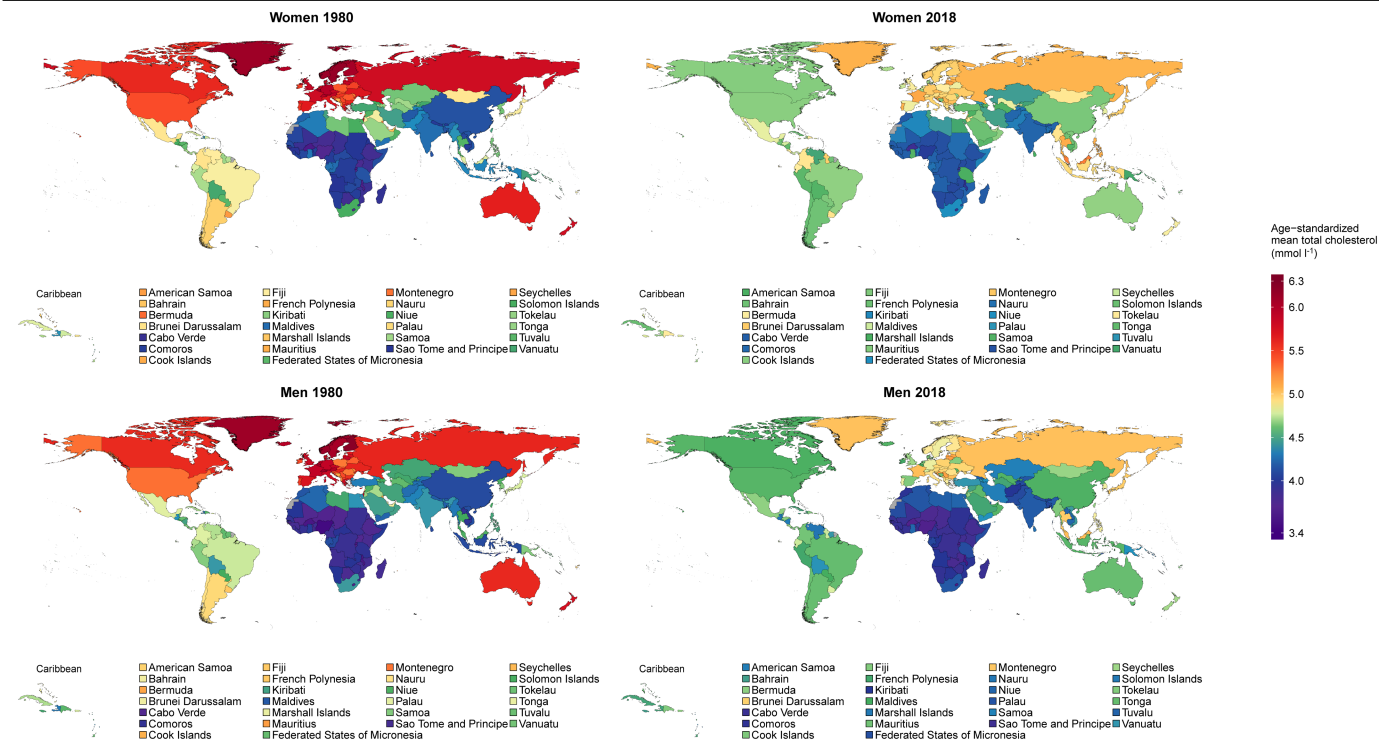 Women 1980
Women 2018
Age−standardized
mean total cholesterol
(mmol l-1)
6.3
6.0
5.5
5.0
4.5
4.0
3.4
Caribbean
American Samoa
Bahrain
Bermuda
Brunei Darussalam
Cabo Verde
Comoros
Cook Islands
Fiji
French Polynesia
Kiribati
Maldives
Marshall Islands
Mauritius
Federated States of Micronesia
Montenegro
Nauru
Niue
Palau
Samoa
Sao Tome and Principe
Seychelles
Solomon Islands
Tokelau
Tonga
Tuvalu
Vanuatu
Caribbean
American Samoa
Bahrain
Bermuda
Brunei Darussalam
Cabo Verde
Comoros
Cook Islands
Fiji
French Polynesia
Kiribati
Maldives
Marshall Islands
Mauritius
Federated States of Micronesia
Montenegro
Nauru
Niue
Palau
Samoa
Sao Tome and Principe
Seychelles
Solomon Islands
Tokelau
Tonga
Tuvalu
Vanuatu
Men 1980
Men 2018
Caribbean
American Samoa
Bahrain
Bermuda
Brunei Darussalam
Cabo Verde
Comoros
Cook Islands
Fiji
French Polynesia
Kiribati
Maldives
Marshall Islands
Mauritius
Federated States of Micronesia
Montenegro
Nauru
Niue
Palau
Samoa
Sao Tome and Principe
Seychelles
Solomon Islands
Tokelau
Tonga
Tuvalu
Vanuatu
Caribbean
American Samoa
Bahrain
Bermuda
Brunei Darussalam
Cabo Verde
Comoros
Cook Islands
Fiji
French Polynesia
Kiribati
Maldives
Marshall Islands
Mauritius
Federated States of Micronesia
Montenegro
Nauru
Niue
Palau
Samoa
Sao Tome and Principe
Seychelles
Solomon Islands
Tokelau
Tonga
Tuvalu
Vanuatu